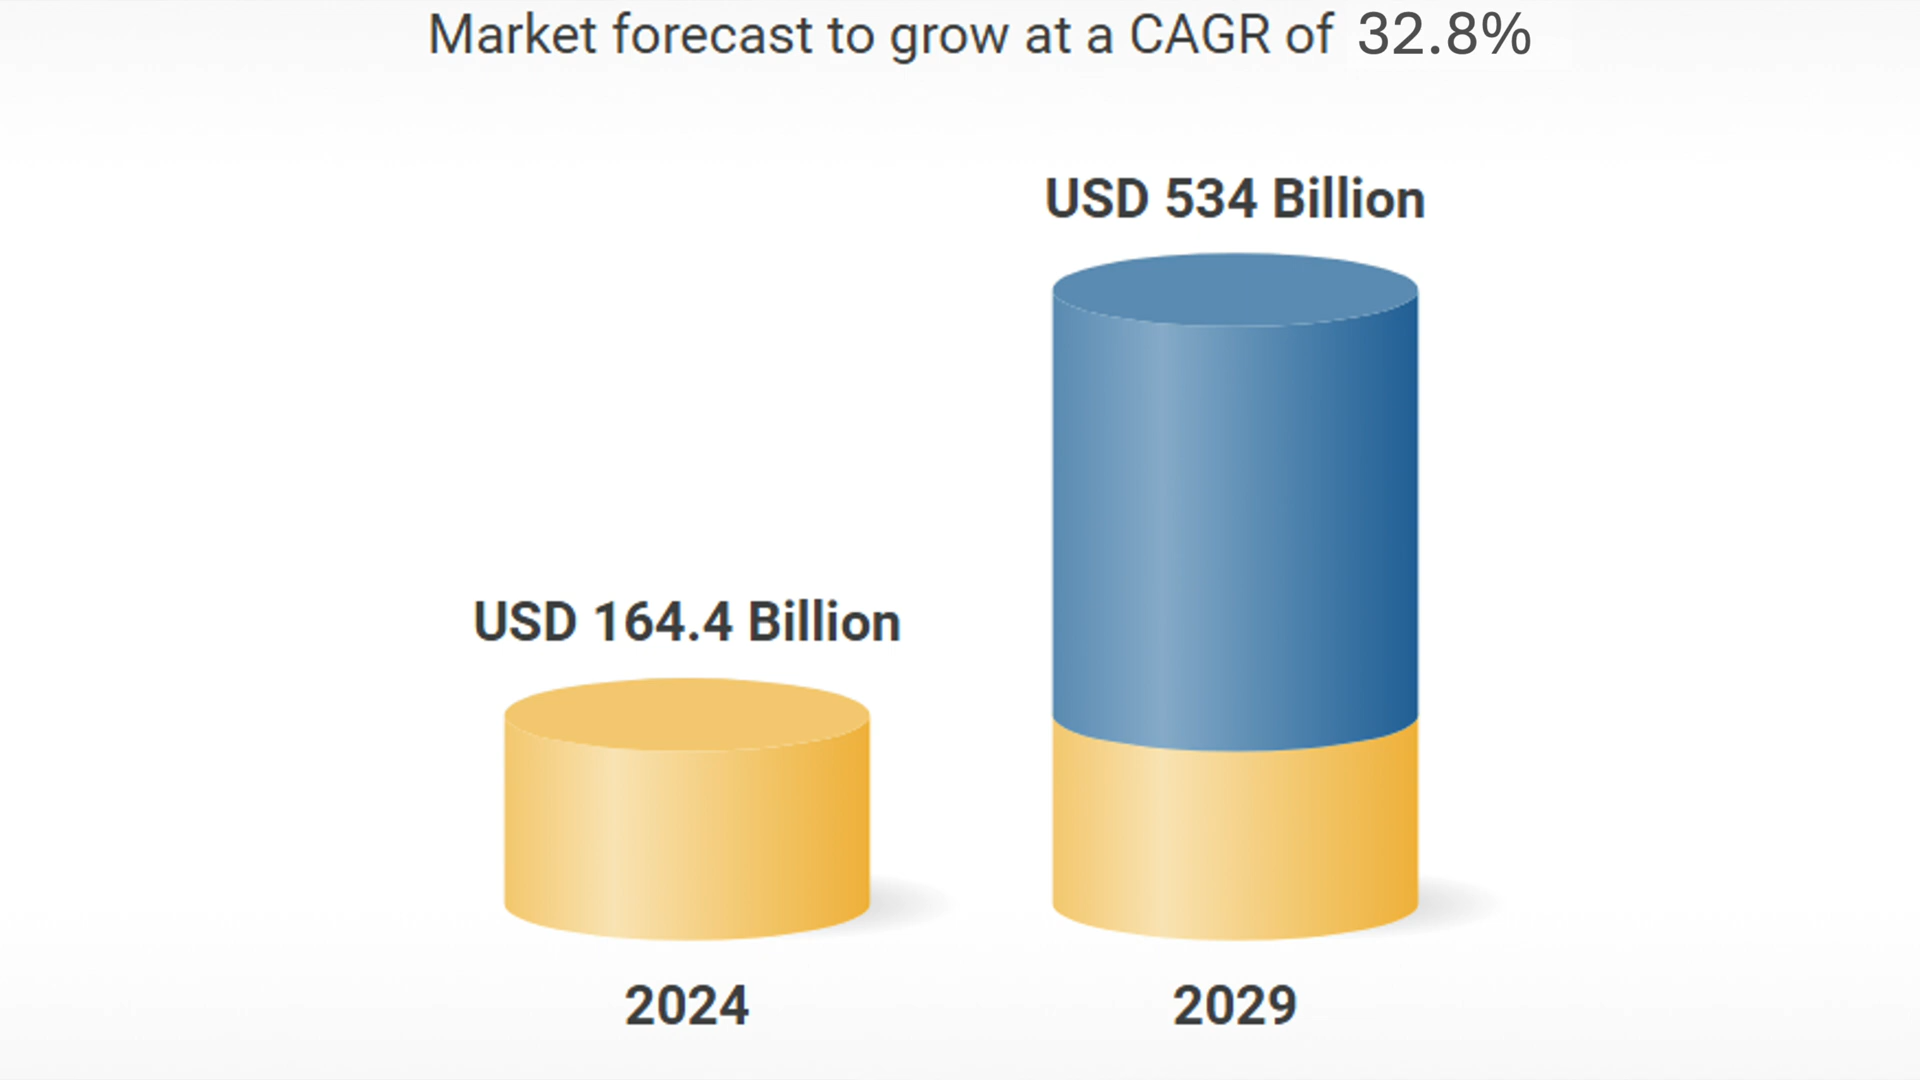 Market forecast to grow at a CAGR of 32.8%
USD 534 Billion
USD 164.4 Billion
2024
2029